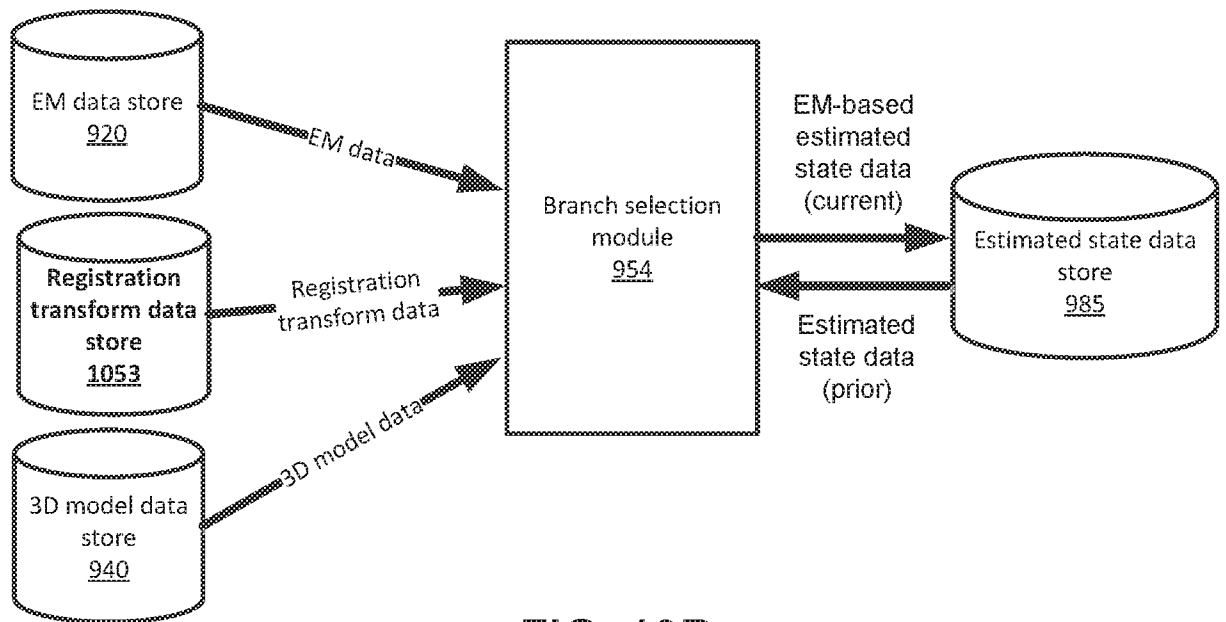 EM data store
920
EM data
Registration
transform data
store
1053
Registration
transform data
3D model data
store
940
3D model data
Branch selection
module
954
EM-based
estimated
state data
(current)
Estimated
state data
(prior)
Estimated state data
store
985